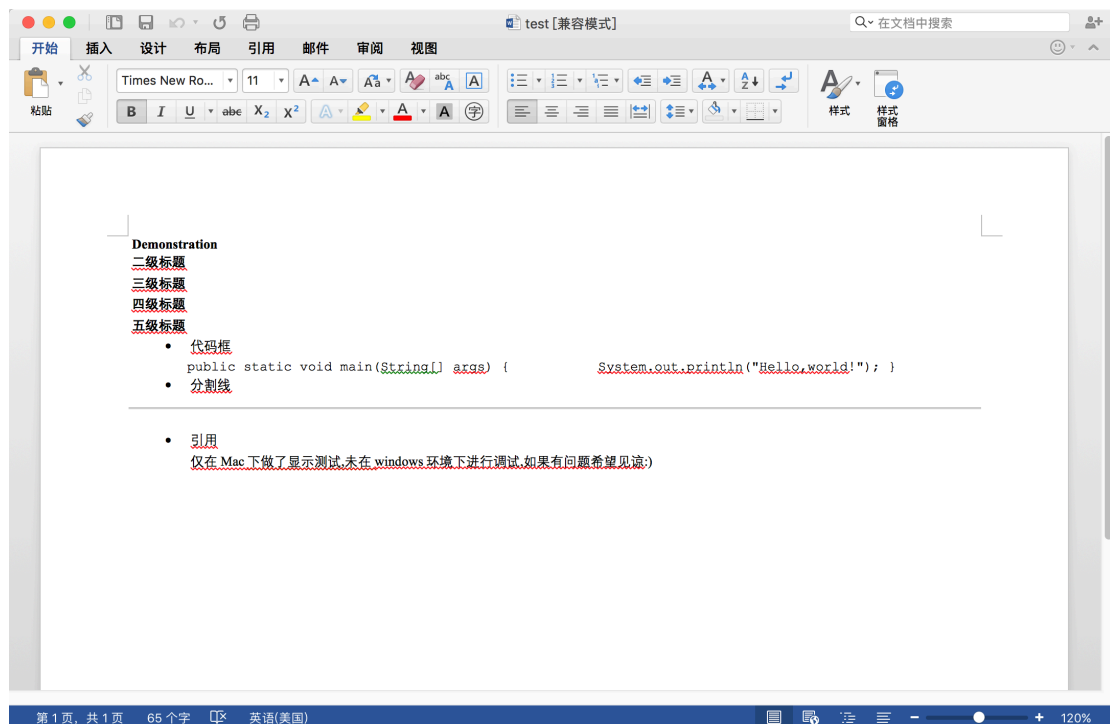 test [兼容模式]
在文档中搜索
开始 插入 设计 布局 引用 邮件 审阅 视图
Times New Ro... 11 A A Aa A abc A A A Z
粘贴 样式 样式
窗格
B I U abc X2 X2 A A A 字
Demonstration
二级标题
三级标题
四级标题
五级标题
• 代码框
public static void main(String[] args) { System.out.println("Hello,world!"); }
• 分割线
• 引用
仅在 Mac 下做了显示测试,未在 windows 环境下进行调试,如果有问题希望见谅:)
第 1 页，共 1 页 65 个字 英语(美国) 120%